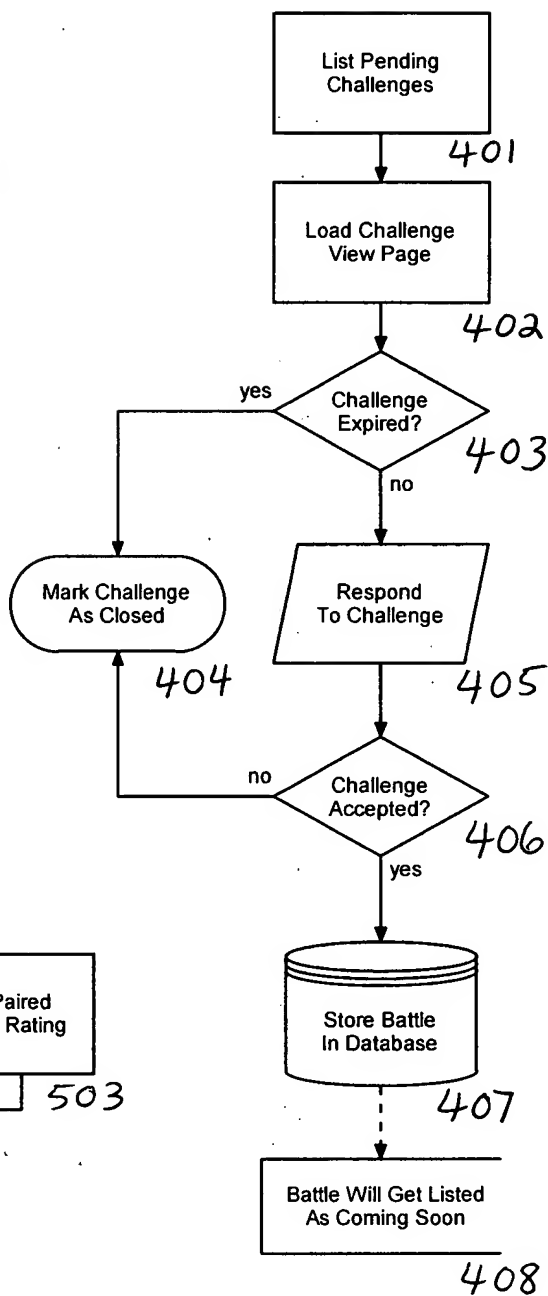 List Pending
Challenges
401
Load Challenge
View Page
402
yes
Challenge
Expired?
403
no
Mark Challenge
As Closed
404
Respond
To Challenge
405
no
Challenge
Accepted?
406
yes
Paired
Rating
503
Store Battle
In Database
407
Battle Will Get Listed
As Coming Soon
408